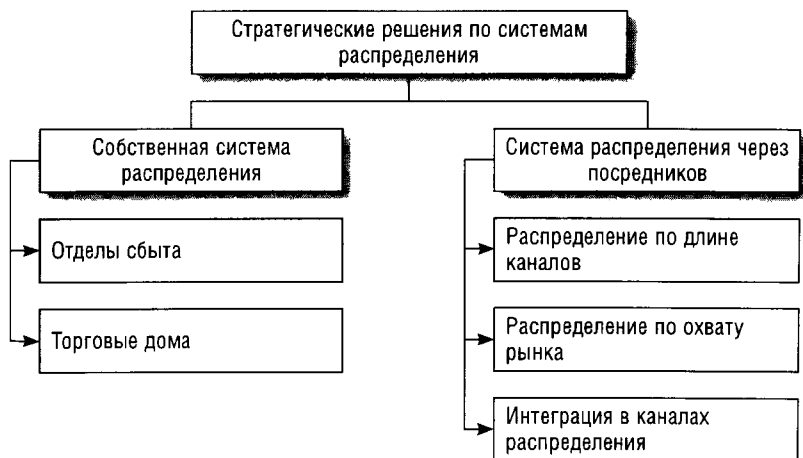 Стратегические решения по системам
распределения
Собственная система
распределения
Отделы сбыта
Торговые дома
Система распределения через
посредников
Распределение по длине
каналов
Распределение по охвату
рынка
Интеграция в каналах
распределения